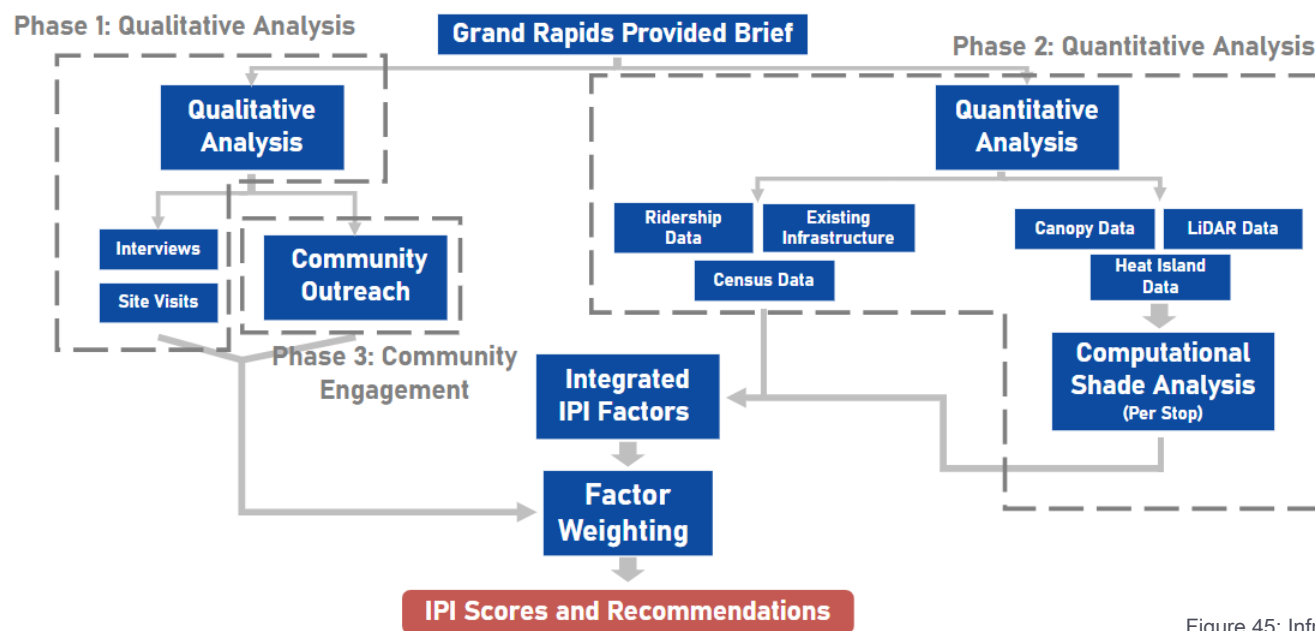 Phase 1: Qualitative Analysis
Grand Rapids Provided Brief
Phase 2: Quantitative Analysis
Qualitative
Analysis
Quantitative
Analysis
Interviews
Site Visits
Community
Outreach
Ridership
Data
Existing
Infrastructure
Census Data
Canopy Data
LiDAR Data
Heat Island
Data
Phase 3: Community
Engagement
Integrated
IPI Factors
Computational
Shade Analysis
(Per Stop)
Factor
Weighting
IPI Scores and Recommendations
Figure 45: